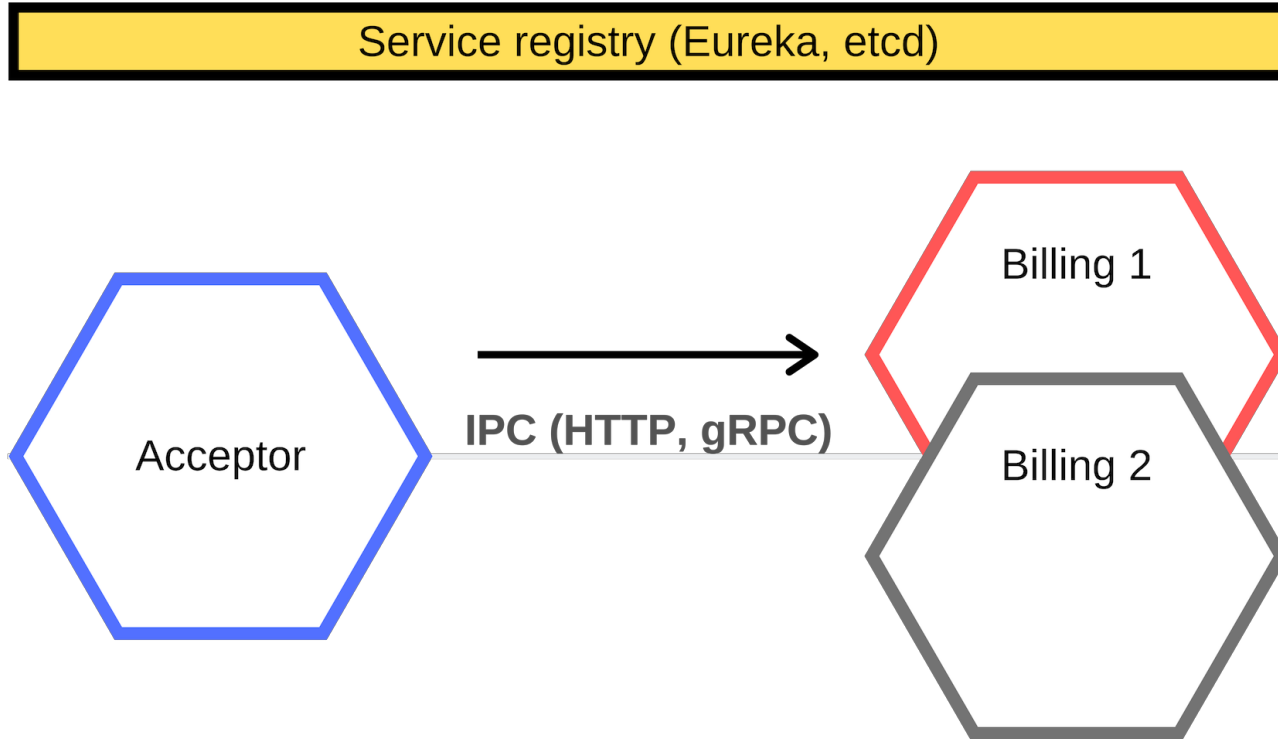 Service registry (Eureka, etcd)
Billing 1
Acceptor
IPC (HTTP, gRPC)
Billing 2